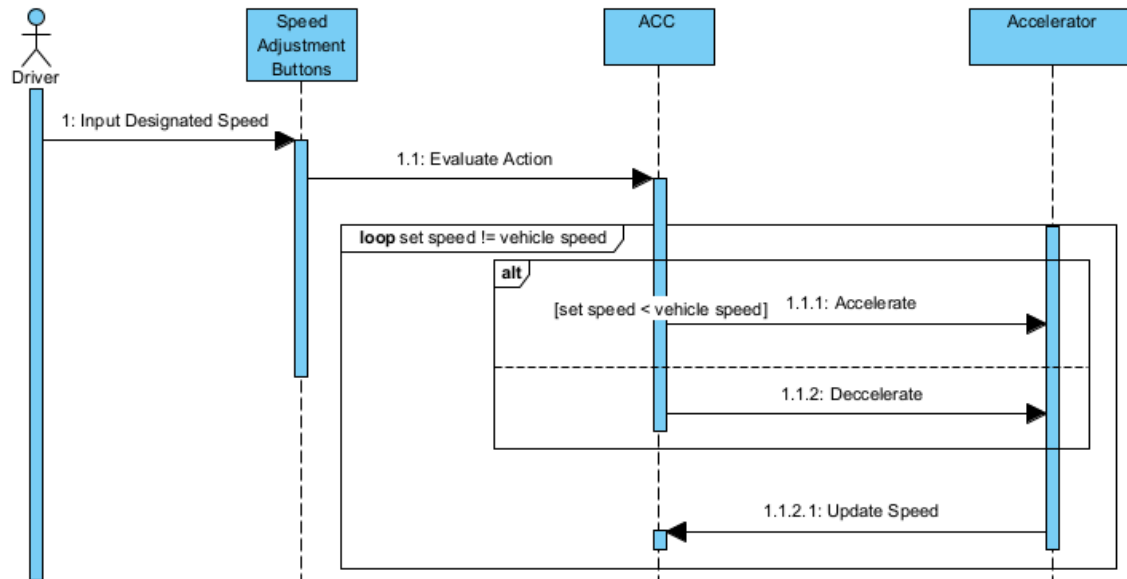 Driver
Speed
Adjustment
Buttons
ACC
Accelerator
1: Input Designated Speed
1.1: Evaluate Action
loop set speed != vehicle speed
alt
[set speed < vehicle speed]
1.1.1: Accelerate
1.1.2: Deccelerate
1.1.2.1: Update Speed